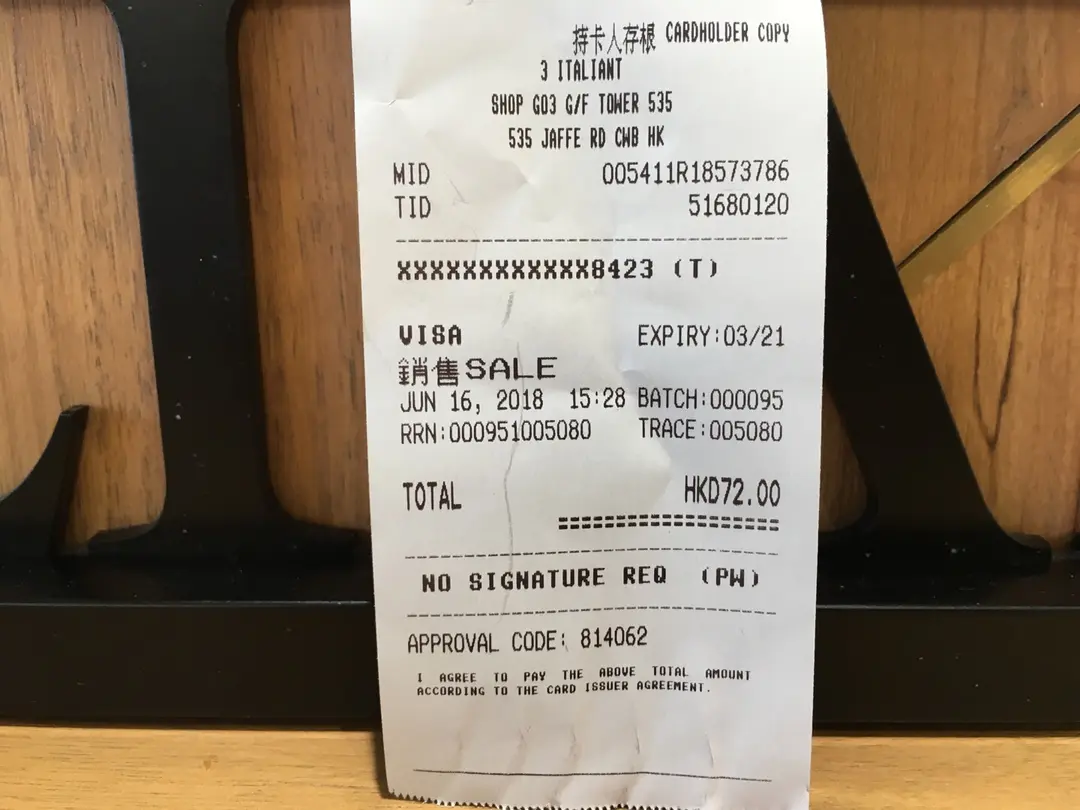 持卡人存根 CARDHOLDER COPY
3 ITALIANT
SHOP G03 G/F TOWER 535
535 JAFFE RD CWB HK
MID 005411R18573786
TID 51680120
XXXXXXXXXXXX8423 (T)
VISA EXPIRY:03/21
銷售SALE
JUN 16, 2018 15:28 BATCH:000095
RRN:000951005080 TRACE:005080
TOTAL HKD72.00
NO SIGNATURE REQ (PW)
APPROVAL CODE: 814062
I AGREE TO PAY THE ABOVE TOTAL AMOUNT
ACCORDING TO THE CARD ISSUER AGREEMENT.